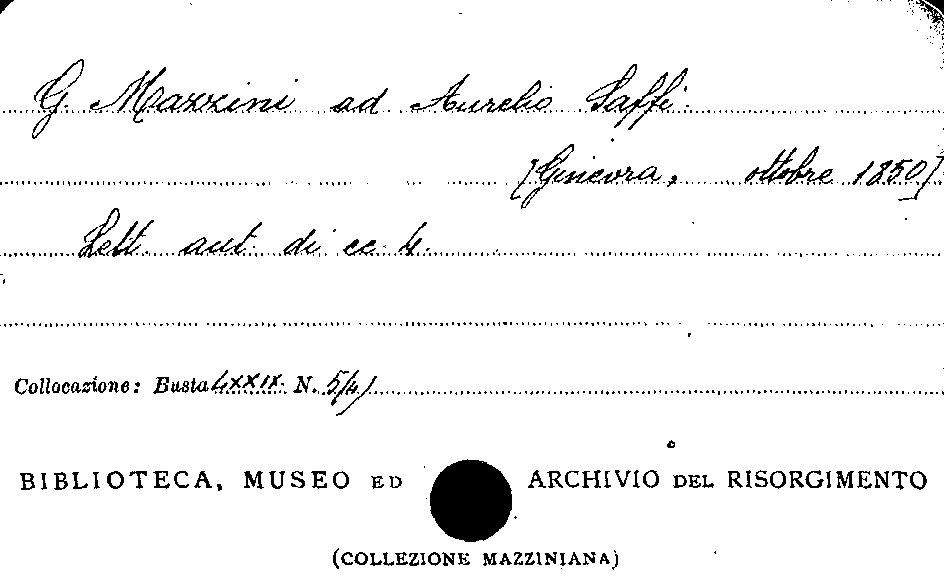 G. Mazzini ad Aurelio Saffi.
[Ginevra, ottobre 1850]
Lett. aut. di cc. 4.
Collocazione: Busta LXXIX. N. 5/4/
BIBLIOTECA, MUSEO ED ARCHIVIO DEL RISORGIMENTO
(COLLEZIONE MAZZINIANA)